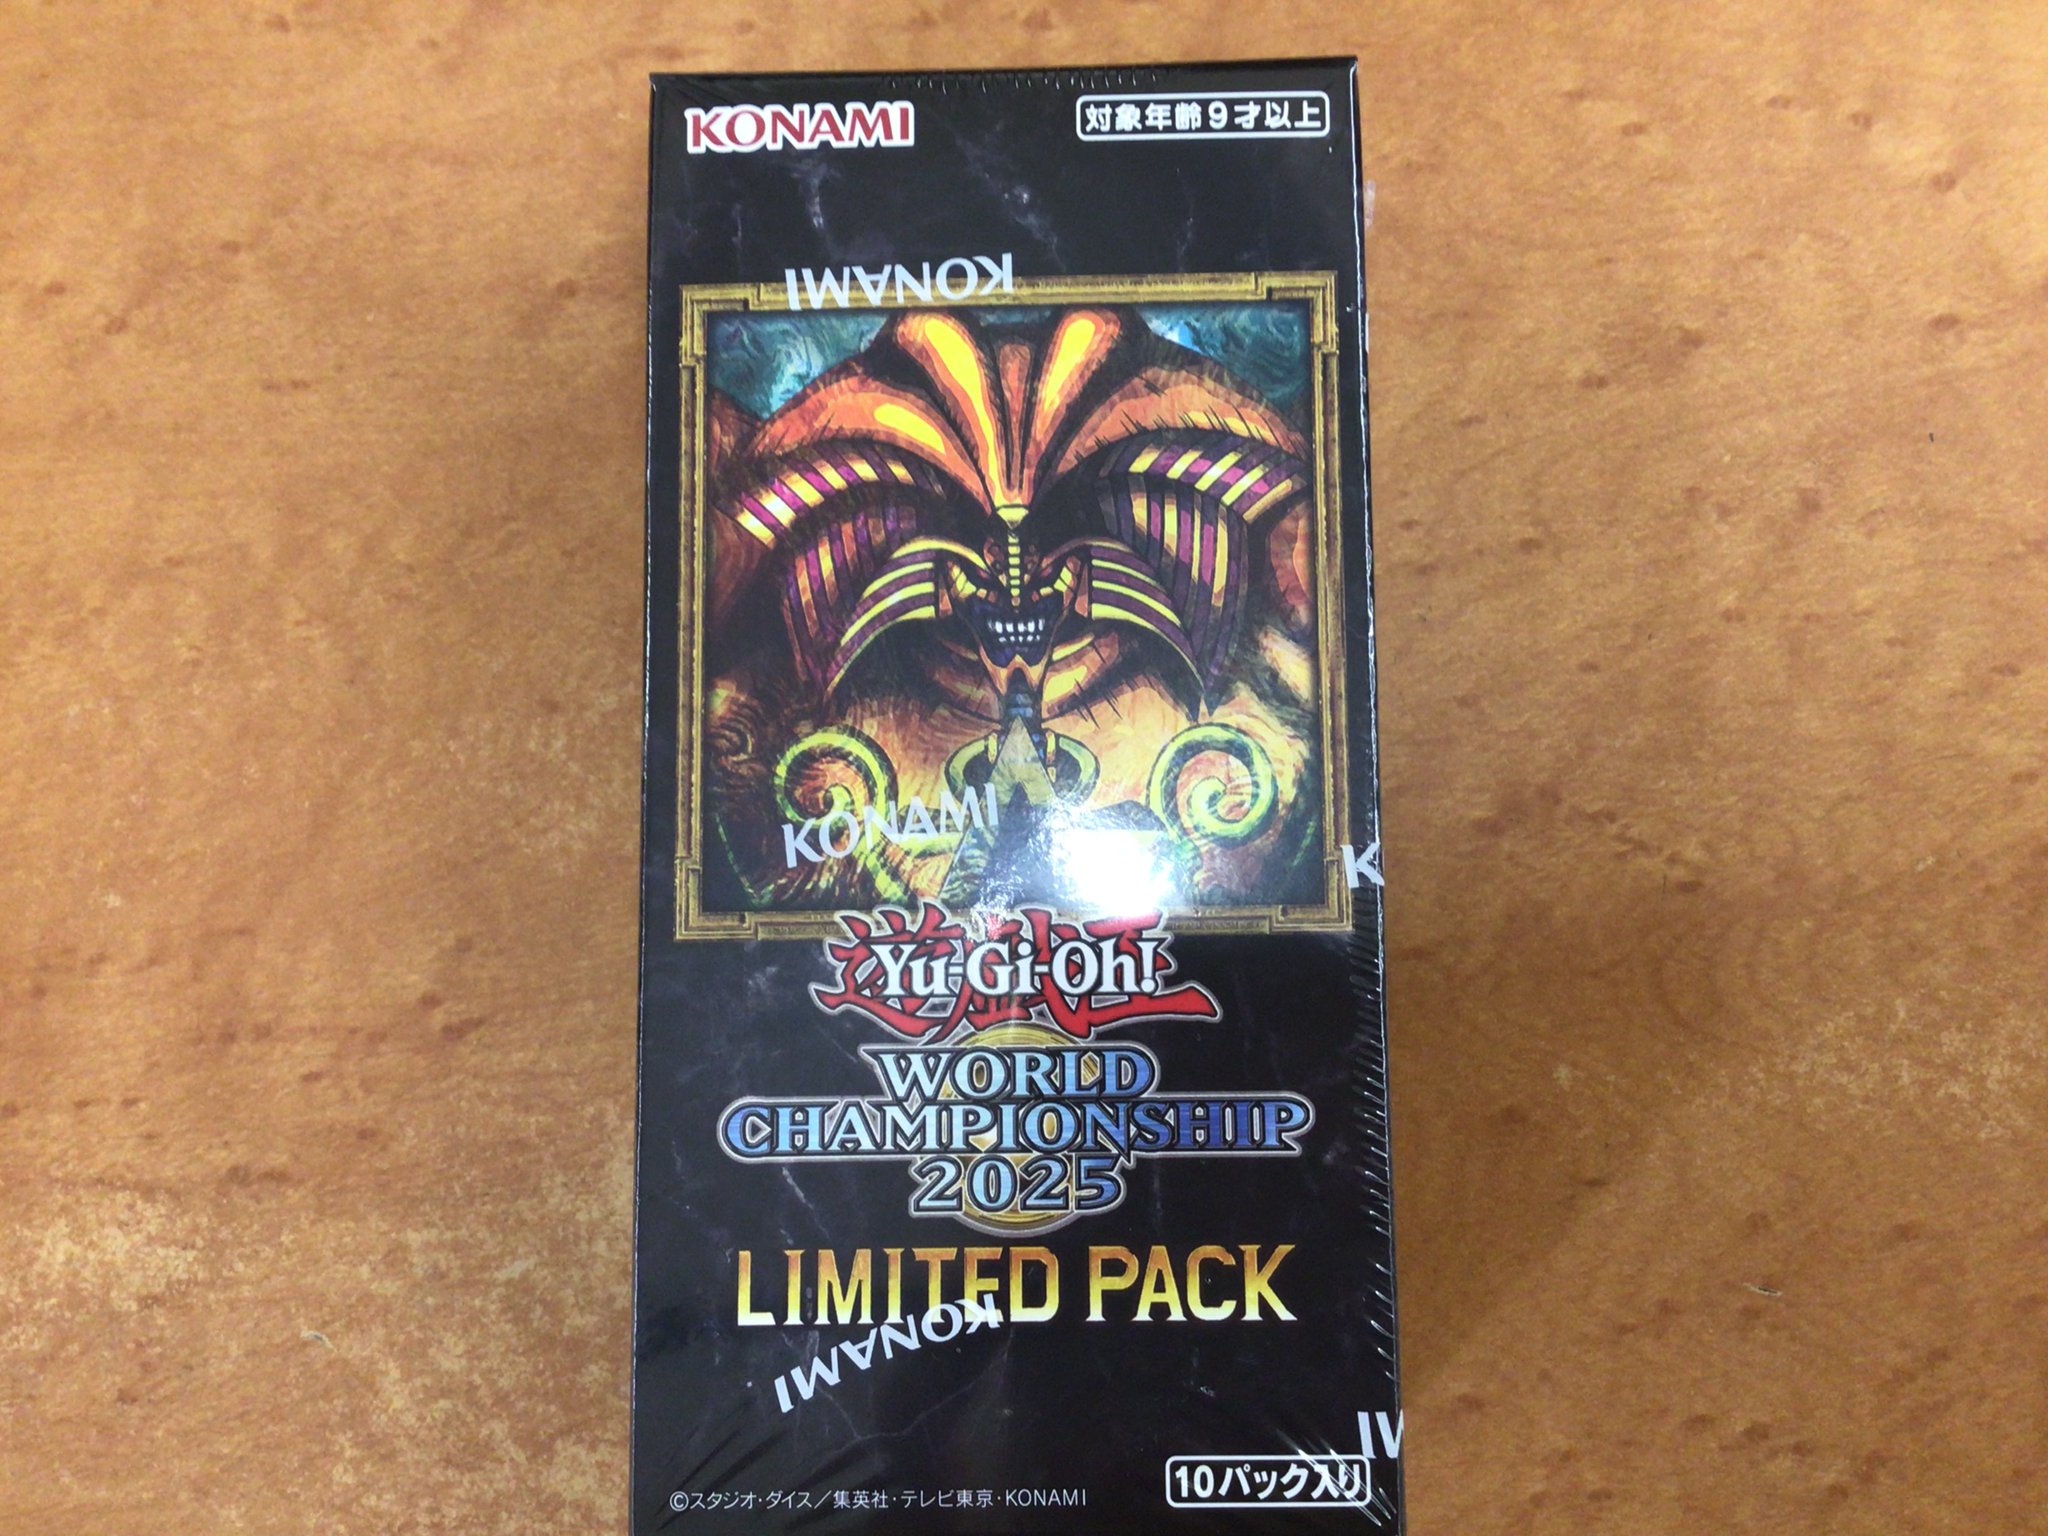 KONAMI
対象年齢9才以上
KONAMI
KONAMI
K
遊戯王
Yu-Gi-Oh!
WORLD
CHAMPIONSHIP
2025
LIMITED PACK
KONAMI
MI
10パック入り
©スタジオ・ダイス/集英社・テレビ東京・KONAMI